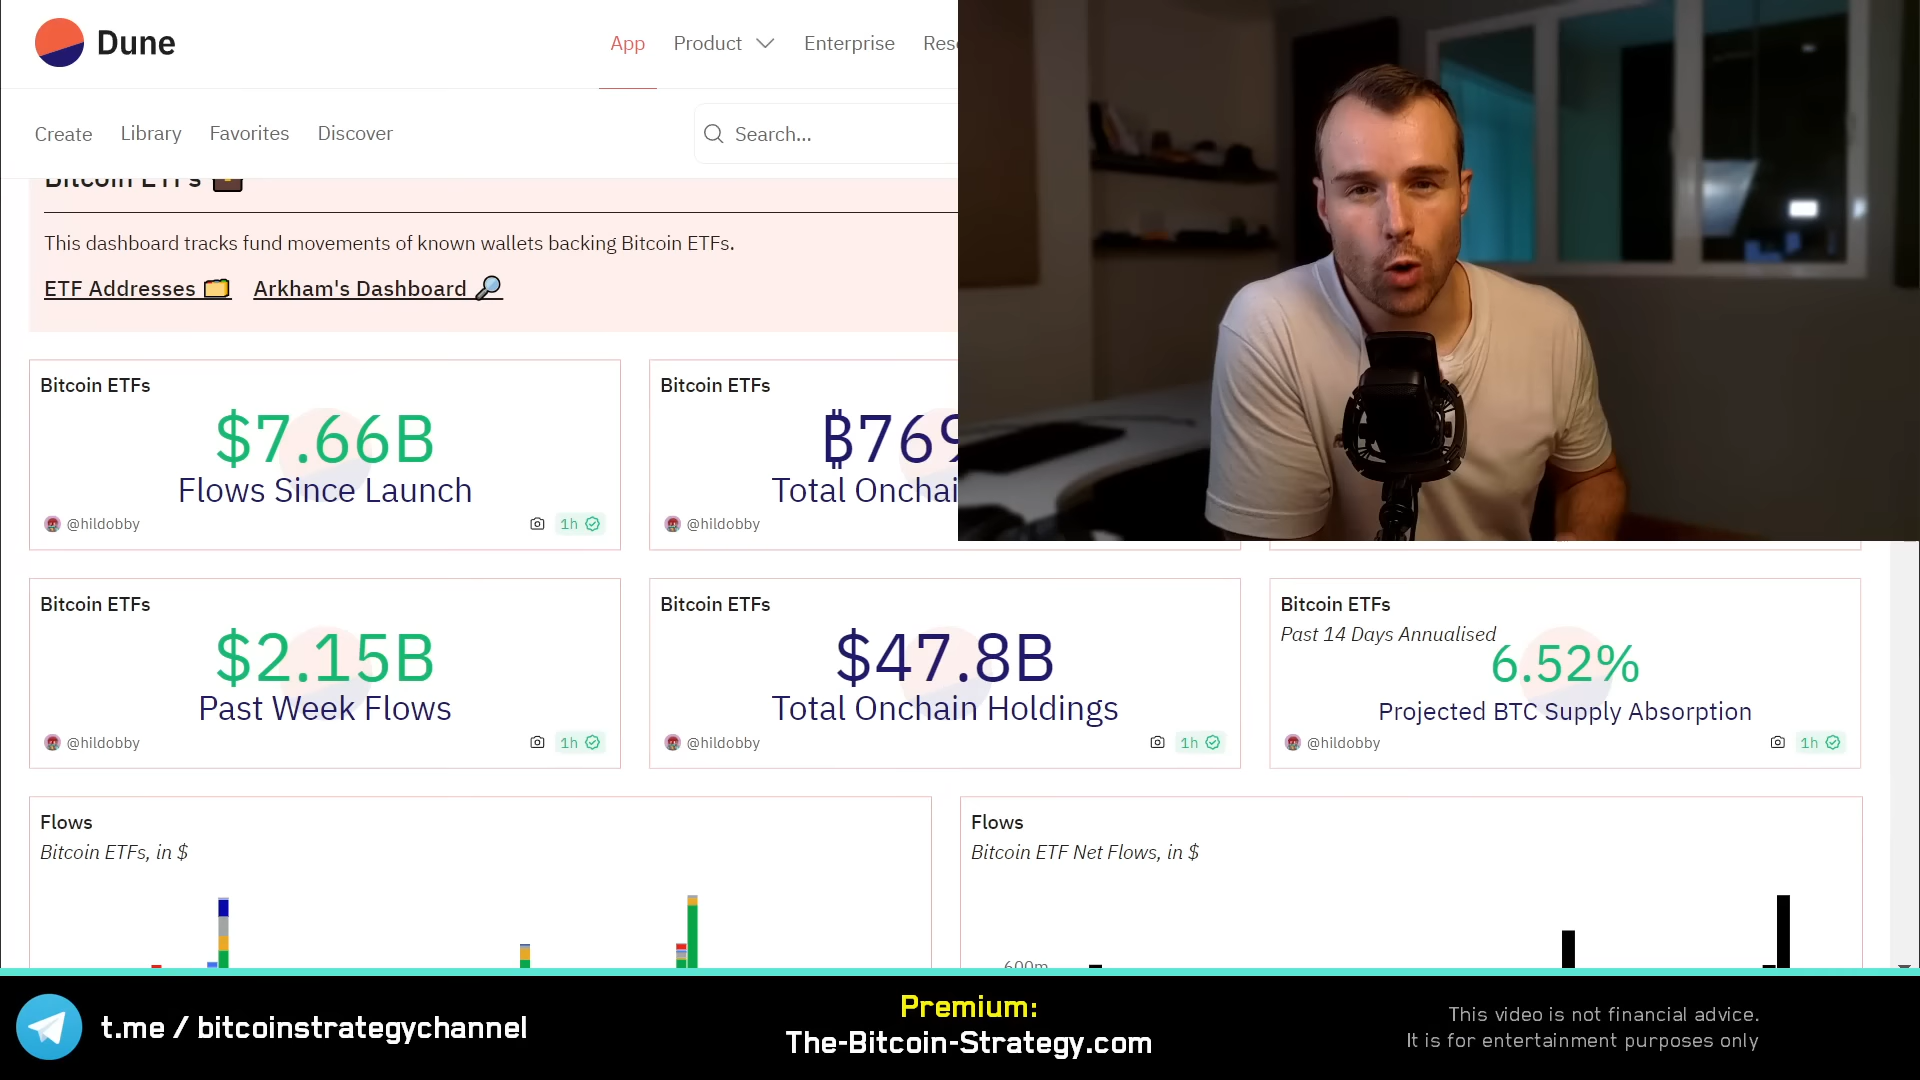 Dune
App Product Enterprise
Create Library Favorites Discover
Search...
Bitcoin ETFs
This dashboard tracks fund movements of known wallets backing Bitcoin ETFs.
ETF Addresses Arkham's Dashboard
Bitcoin ETFs
$7.66B
Flows Since Launch
@hildobby 1h
Bitcoin ETFs
₿769
Total
@hildobby
Bitcoin ETFs
$2.15B
Past Week Flows
@hildobby 1h
Bitcoin ETFs
$47.8B
Total Onchain Holdings
@hildobby 1h
Bitcoin ETFs
Past 14 Days Annualised
6.52%
Projected BTC Supply Absorption
@hildobby 1h
Flows
Bitcoin ETFs, in $
Flows
Bitcoin ETF Net Flows, in $
600m
t.me / bitcoinstrategychannel
Premium:
The-Bitcoin-Strategy.com
This video is not financial advice.
It is for entertainment purposes only